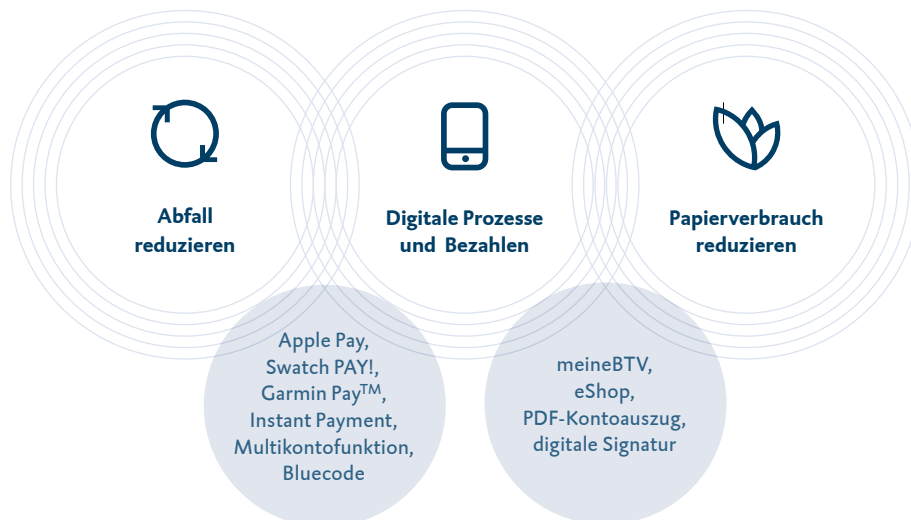 Abfall
reduzieren
Digitale Prozesse
und Bezahlen
Papierverbrauch
reduzieren
Apple Pay,
Swatch PAY!,
Garmin Pay™,
Instant Payment,
Multikontofunktion,
Bluecode
meineBTV,
eShop,
PDF-Kontoauszug,
digitale Signatur